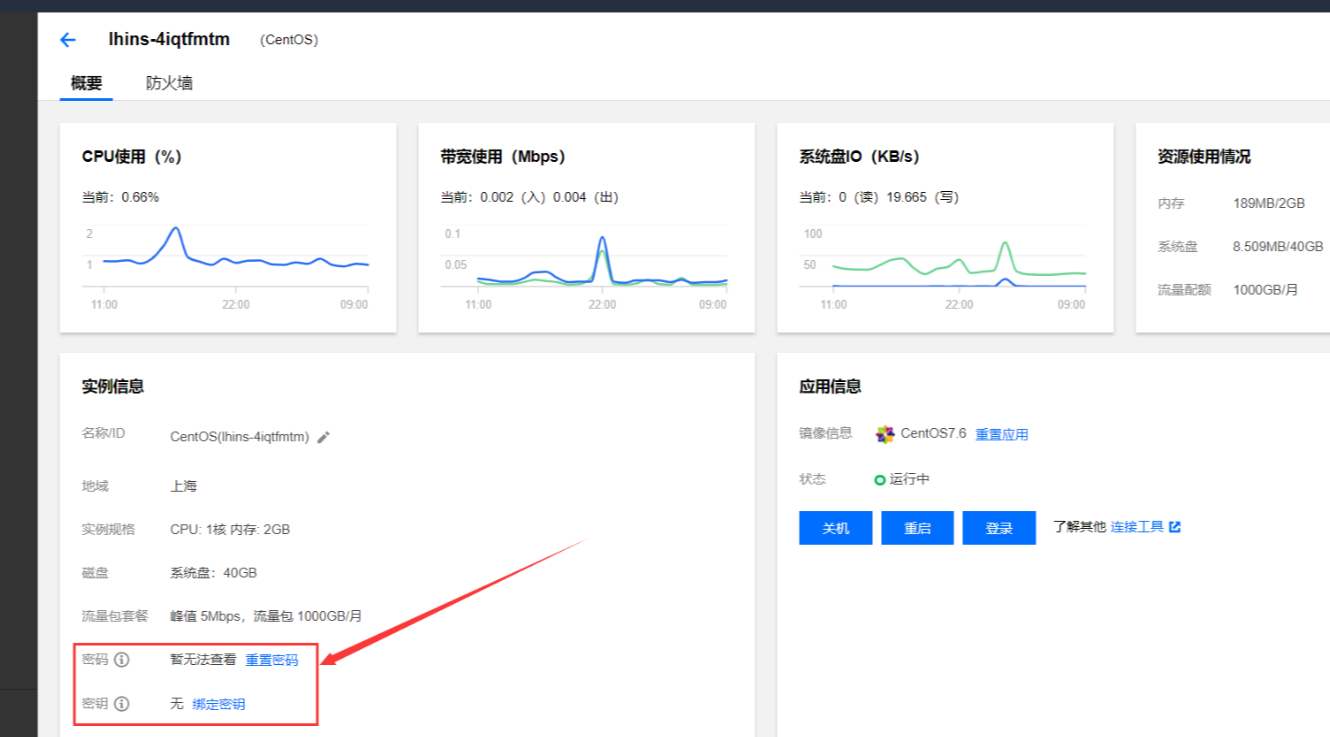 lhins-4iqtfmtm (CentOS)
概要 防火墙
CPU使用（%）
当前：0.66%
2
1
11:00 22:00 09:00
带宽使用（Mbps）
当前：0.002（入）0.004（出）
0.1
0.05
11:00 22:00 09:00
系统盘IO（KB/s）
当前：0（读）19.665（写）
100
50
11:00 22:00 09:00
资源使用情况
内存 189MB/2GB
系统盘 8.509MB/40GB
流量配额 1000GB/月
实例信息
名称/ID CentOS(lhins-4iqtfmtm)
地域 上海
实例规格 CPU: 1核 内存: 2GB
磁盘 系统盘：40GB
流量包套餐 峰值 5Mbps，流量包 1000GB/月
密码 暂无法查看 重置密码
密钥 无 绑定密钥
应用信息
镜像信息 CentOS7.6 重置应用
状态 运行中
关机 重启 登录 了解其他 连接工具